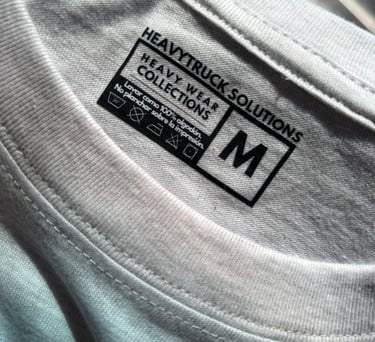 HEAVYTRUCK SOLUTIONS
HEAVY WEAR
COLLECTIONS
Lavar como 100% algodón.
No planchar sobre la impresión.
M